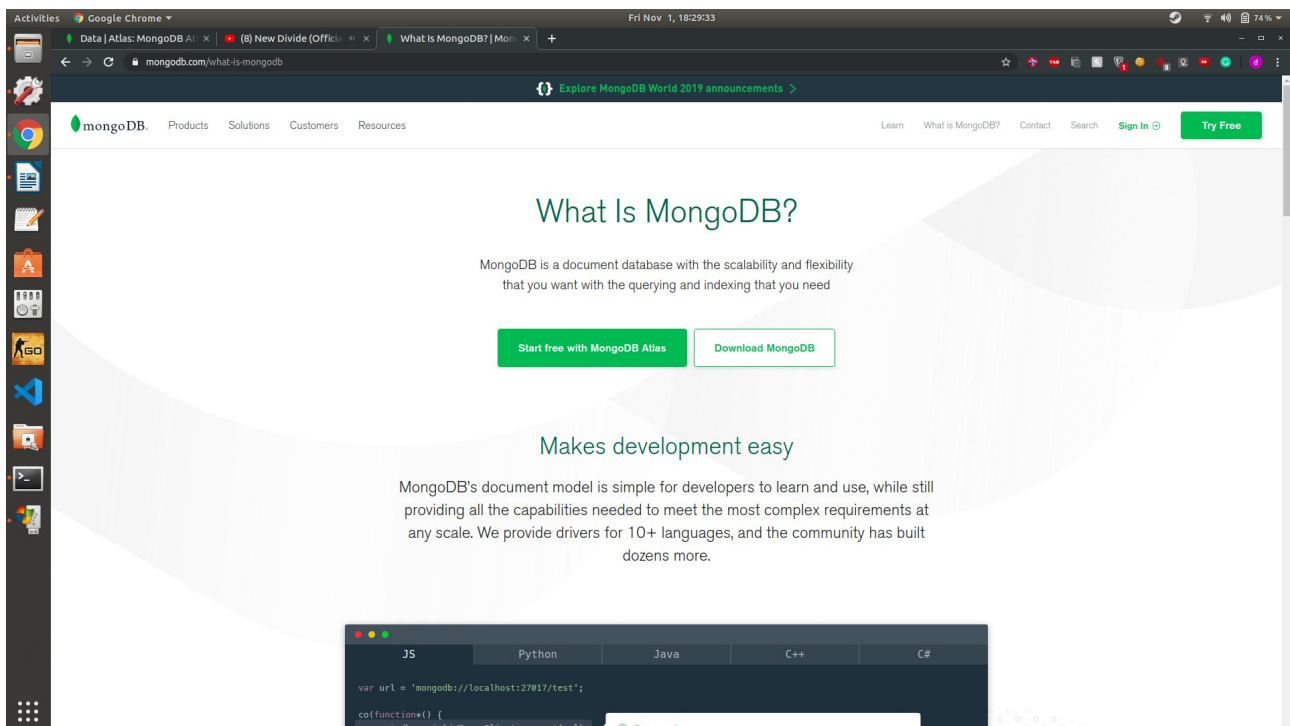 Activities Google Chrome Fri Nov 1, 18:29:33 74%
Data | Atlas: MongoDB At (8) New Divide (Officia What Is MongoDB? | Mon
mongodb.com/what-is-mongodb
Explore MongoDB World 2019 announcements
mongoDB. Products Solutions Customers Resources Learn What is MongoDB? Contact Search Sign In Try Free
What Is MongoDB?
MongoDB is a document database with the scalability and flexibility
that you want with the querying and indexing that you need
Start free with MongoDB Atlas Download MongoDB
Makes development easy
MongoDB's document model is simple for developers to learn and use, while still
providing all the capabilities needed to meet the most complex requirements at
any scale. We provide drivers for 10+ languages, and the community has built
dozens more.
JS Python Java C++ C#
var url = 'mongodb://localhost:27017/test';
co(function*() {